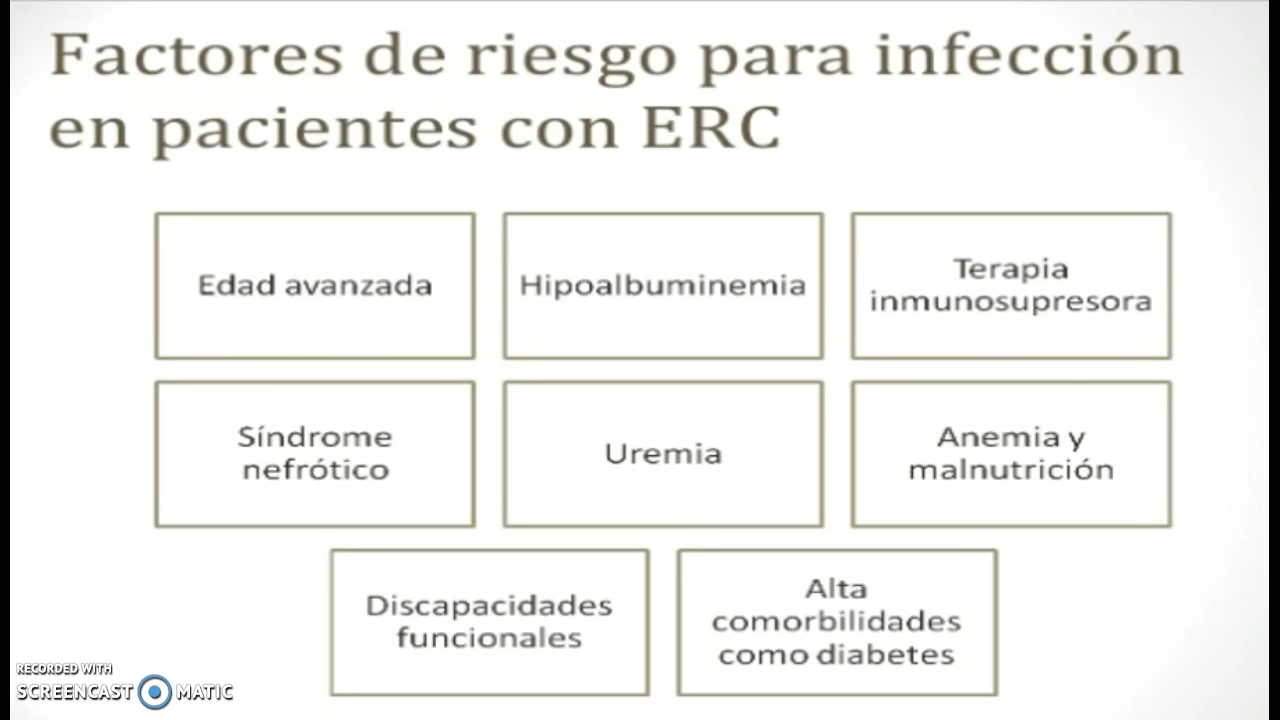 Factores de riesgo para infección
en pacientes con ERC
Edad avanzada
Hipoalbuminemia
Terapia
inmunosupresora
Síndrome
nefrótico
Uremia
Anemia y
malnutrición
Discapacidades
funcionales
Alta
comorbilidades
como diabetes
RECORDED WITH
SCREENCAST MATIC